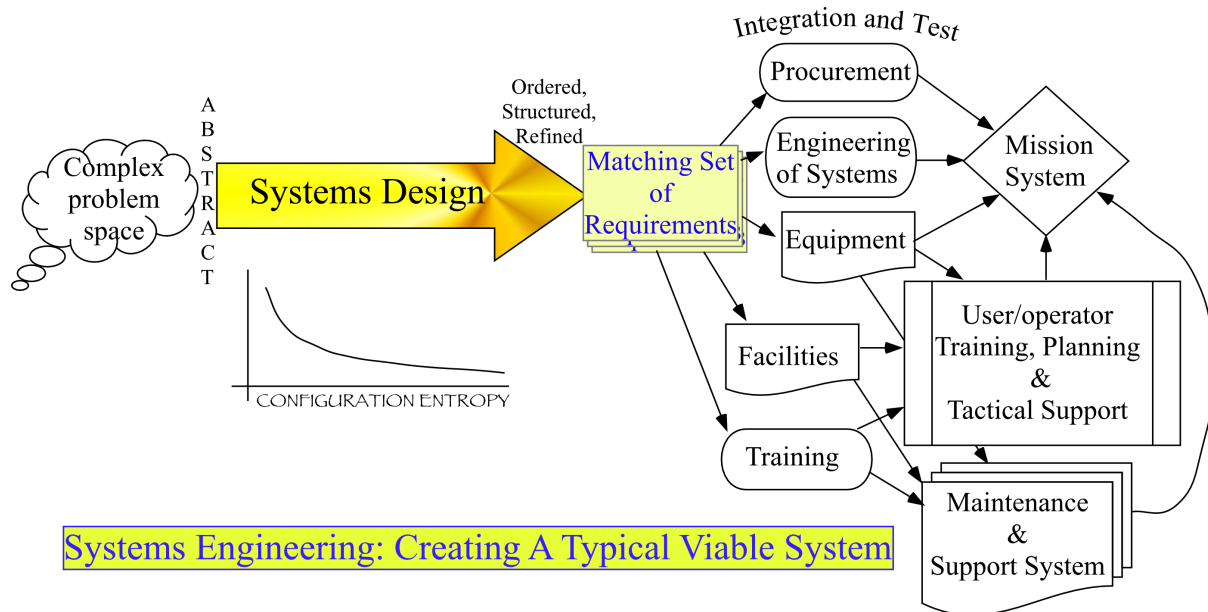 Integration and Test
Procurement
Ordered,
Structured,
Refined
ABSTRACT
Complex
problem
space
Systems Design
Matching Set
of
Requirements
Engineering
of Systems
Mission
System
Equipment
User/operator
Training, Planning
&
Tactical Support
Facilities
CONFIGURATION ENTROPY
Training
Maintenance
&
Support System
Systems Engineering: Creating A Typical Viable System